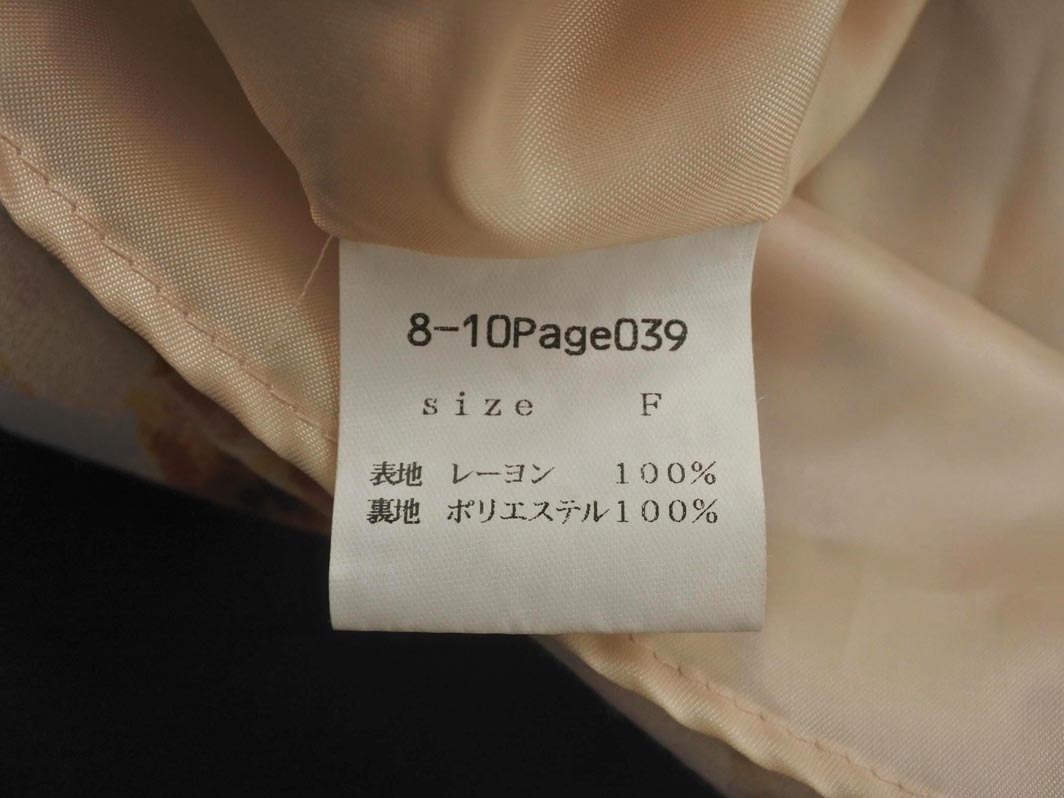 8-10Page039
size F
表地 レーヨン 100%
裏地 ポリエステル100%